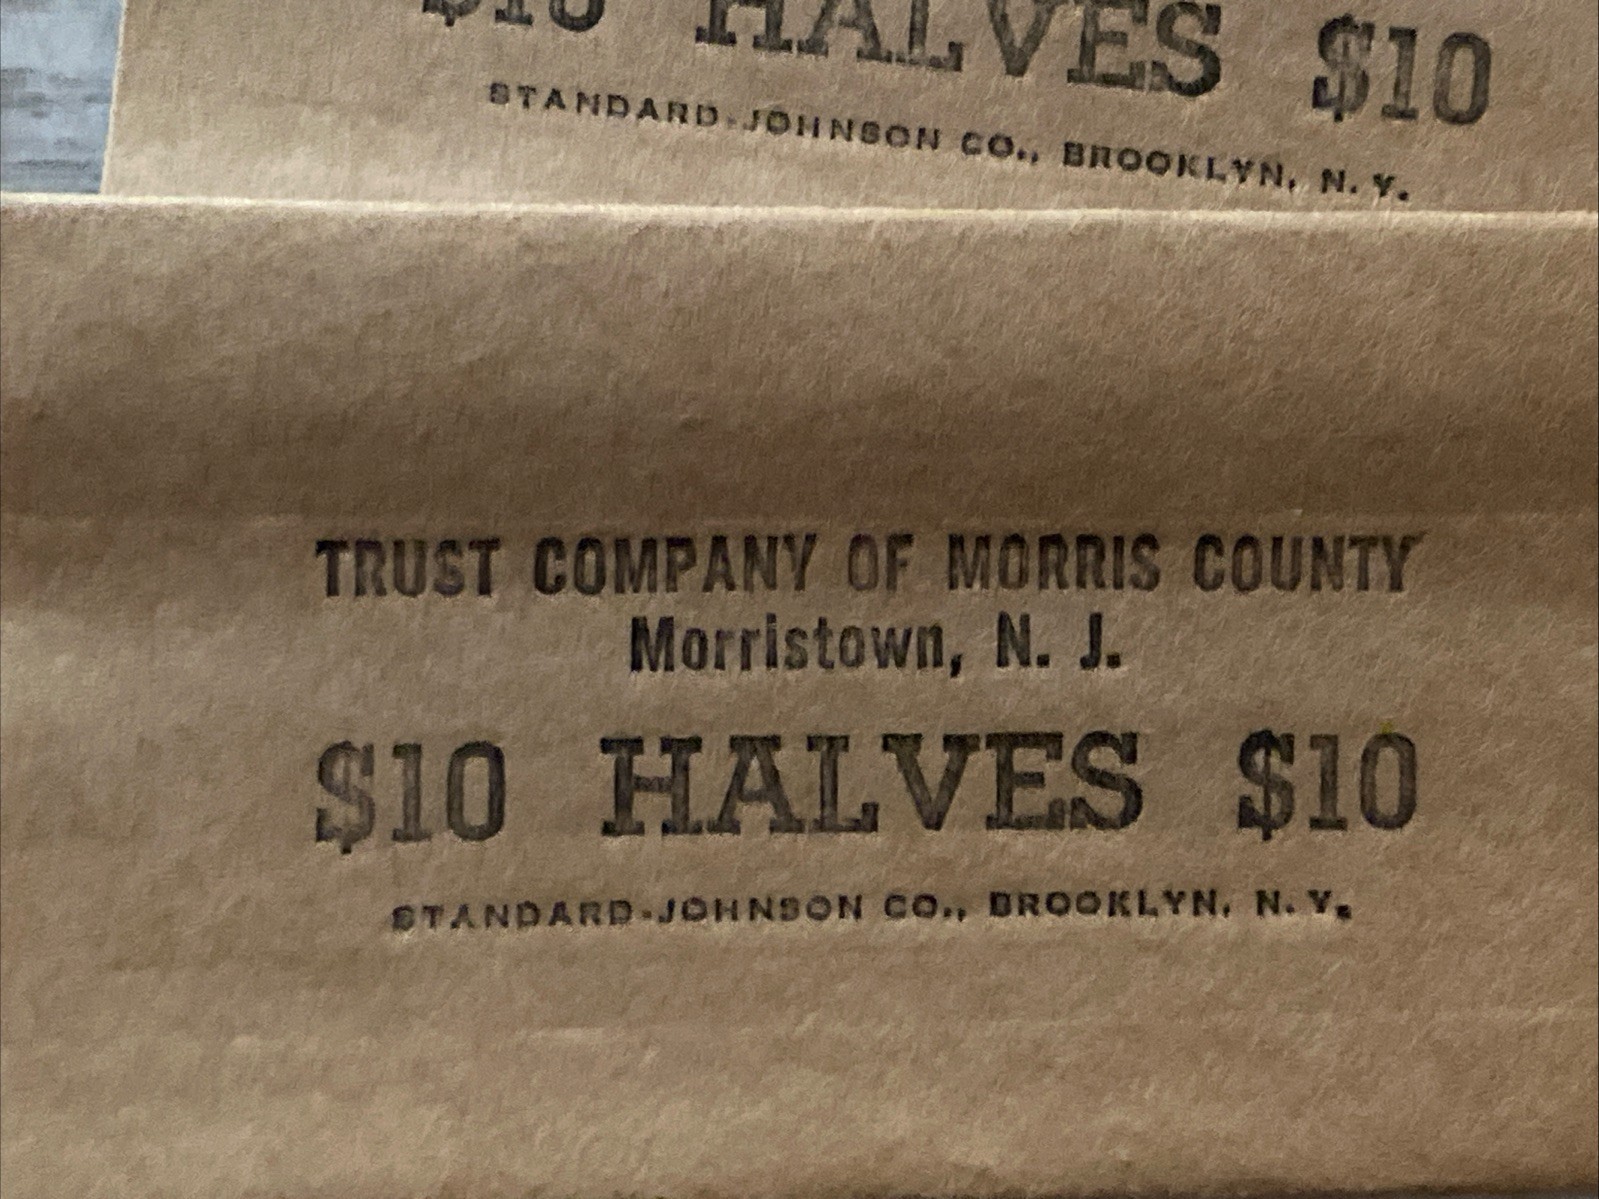 $10 HALVES $10
STANDARD-JOHNSON CO., BROOKLYN, N. Y.
TRUST COMPANY OF MORRIS COUNTY
Morristown, N. J.
$10 HALVES $10
STANDARD-JOHNSON CO., BROOKLYN, N. Y.